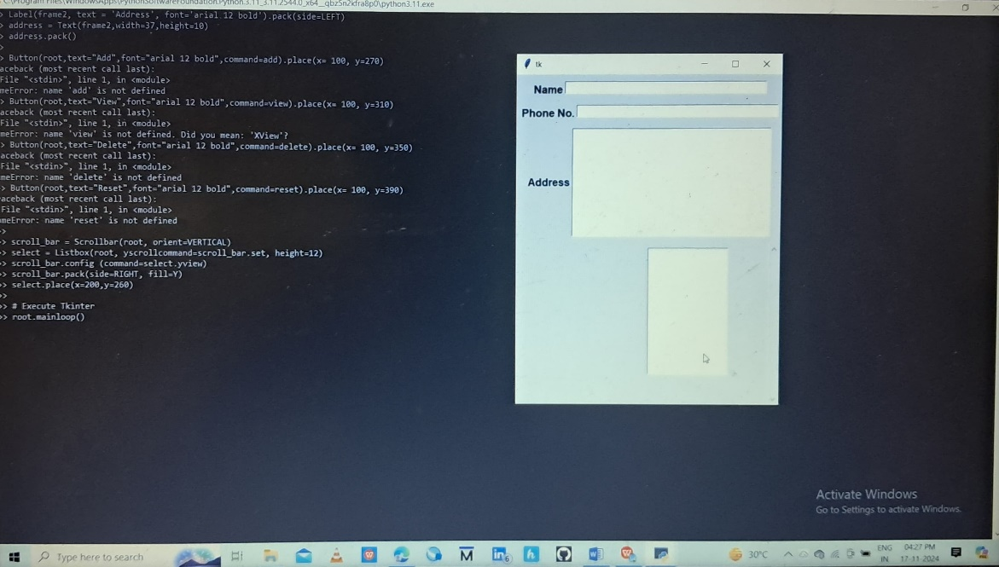 C:\Program Files\WindowsApps\PythonSoftwareFoundation.Python.3.11_3.11.2544.0_x64__qbz5n2kfra8p0\python3.11.exe
> Label(frame2, text = 'Address', font='arial 12 bold').pack(side=LEFT)
> address = Text(frame2,width=37,height=10)
> address.pack()
>
> Button(root,text="Add",font="arial 12 bold",command=add).place(x= 100, y=270)
aceback (most recent call last):
File "<stdin>", line 1, in <module>
meError: name 'add' is not defined
> Button(root,text="View",font="arial 12 bold",command=view).place(x= 100, y=310)
aceback (most recent call last):
File "<stdin>", line 1, in <module>
meError: name 'view' is not defined. Did you mean: 'XView'?
> Button(root,text="Delete",font="arial 12 bold",command=delete).place(x= 100, y=350)
aceback (most recent call last):
File "<stdin>", line 1, in <module>
meError: name 'delete' is not defined
> Button(root,text="Reset",font="arial 12 bold",command=reset).place(x= 100, y=390)
aceback (most recent call last):
File "<stdin>", line 1, in <module>
meError: name 'reset' is not defined
>>
>> scroll_bar = Scrollbar(root, orient=VERTICAL)
>> select = Listbox(root, yscrollcommand=scroll_bar.set, height=12)
>> scroll_bar.config (command=select.yview)
>> scroll_bar.pack(side=RIGHT, fill=Y)
>> select.place(x=200,y=260)
>>
>> # Execute Tkinter
>> root.mainloop()
tk
Name
Phone No.
Address
Activate Windows
Go to Settings to activate Windows.
Type here to search
M
in 6
h
W
30°C
ENG
IN
04:27 PM
17-11-2024